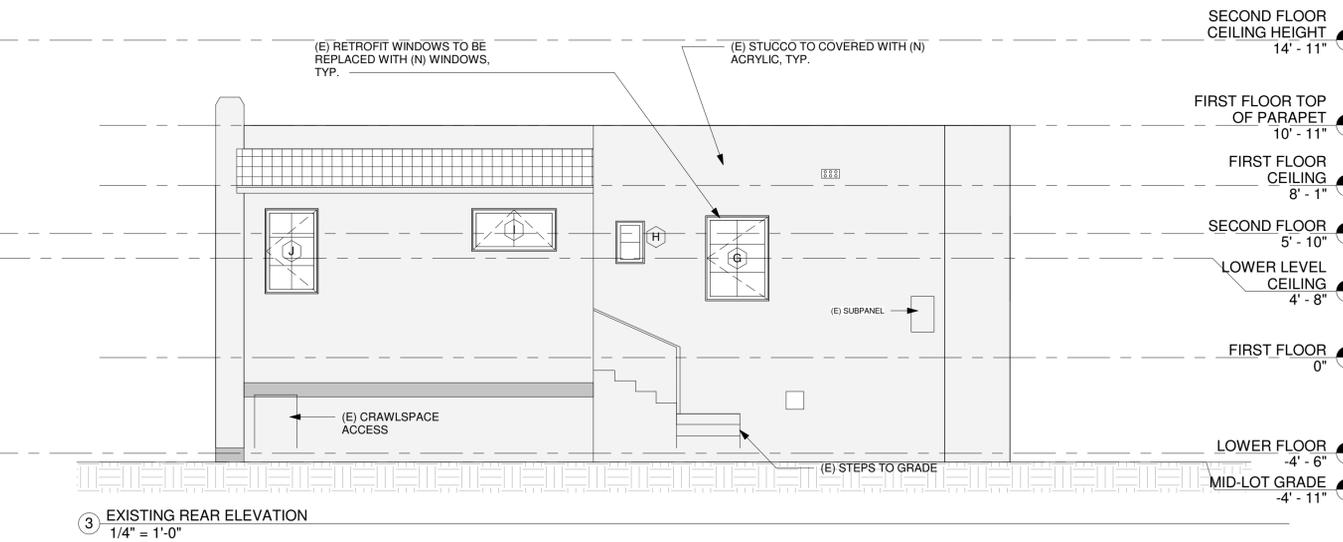 SECOND FLOOR
CEILING HEIGHT
14' - 11"
(E) RETROFIT WINDOWS TO BE
REPLACED WITH (N) WINDOWS,
TYP.
(E) STUCCO TO COVERED WITH (N)
ACRYLIC, TYP.
FIRST FLOOR TOP
OF PARAPET
10' - 11"
FIRST FLOOR
CEILING
8' - 1"
SECOND FLOOR
5' - 10"
J
I
H
G
LOWER LEVEL
CEILING
4' - 8"
(E) SUBPANEL
FIRST FLOOR
0"
(E) CRAWLSPACE
ACCESS
LOWER FLOOR
-4' - 6"
(E) STEPS TO GRADE
MID-LOT GRADE
-4' - 11"
3 EXISTING REAR ELEVATION
1/4" = 1'-0"